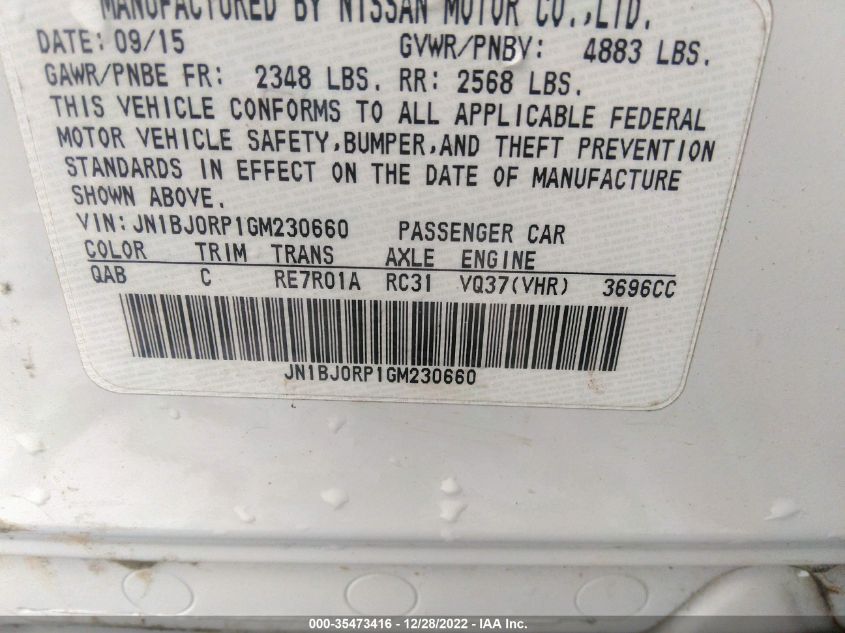 MANUFACTURED BY NISSAN MOTOR CO.,LTD.
DATE: 09/15 GVWR/PNBV: 4883 LBS.
GAWR/PNBE FR: 2348 LBS. RR: 2568 LBS.
THIS VEHICLE CONFORMS TO ALL APPLICABLE FEDERAL
MOTOR VEHICLE SAFETY,BUMPER,AND THEFT PREVENTION
STANDARDS IN EFFECT ON THE DATE OF MANUFACTURE
SHOWN ABOVE.
VIN: JN1BJ0RP1GM230660 PASSENGER CAR
COLOR TRIM TRANS AXLE ENGINE
QAB C RE7R01A RC31 VQ37(VHR) 3696CC
JN1BJ0RP1GM230660
000-35473416 - 12/28/2022 - IAA Inc.